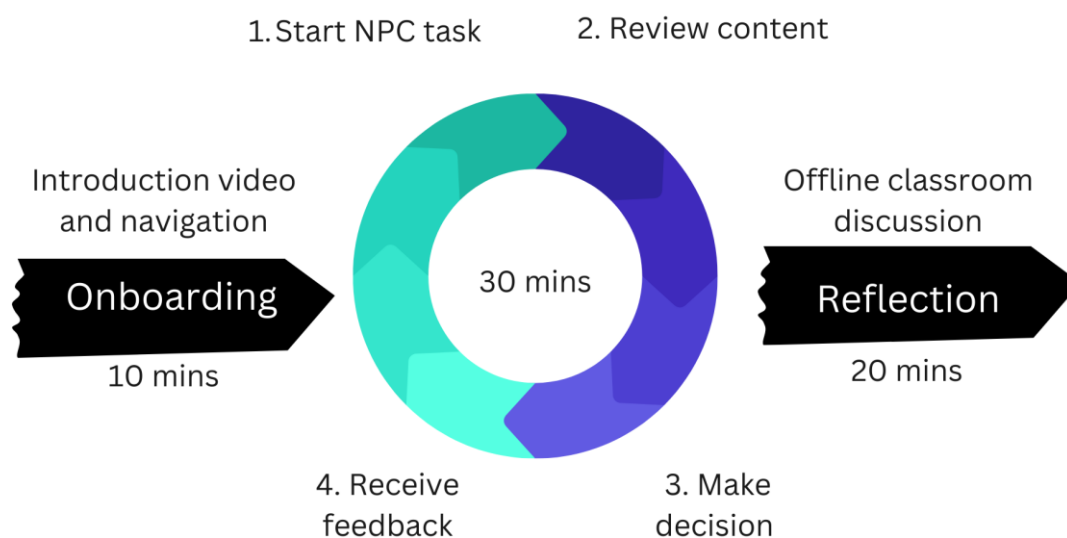 1. Start NPC task
2. Review content
Introduction video
and navigation
Onboarding
10 mins
30 mins
Offline classroom
discussion
Reflection
20 mins
4. Receive
feedback
3. Make
decision